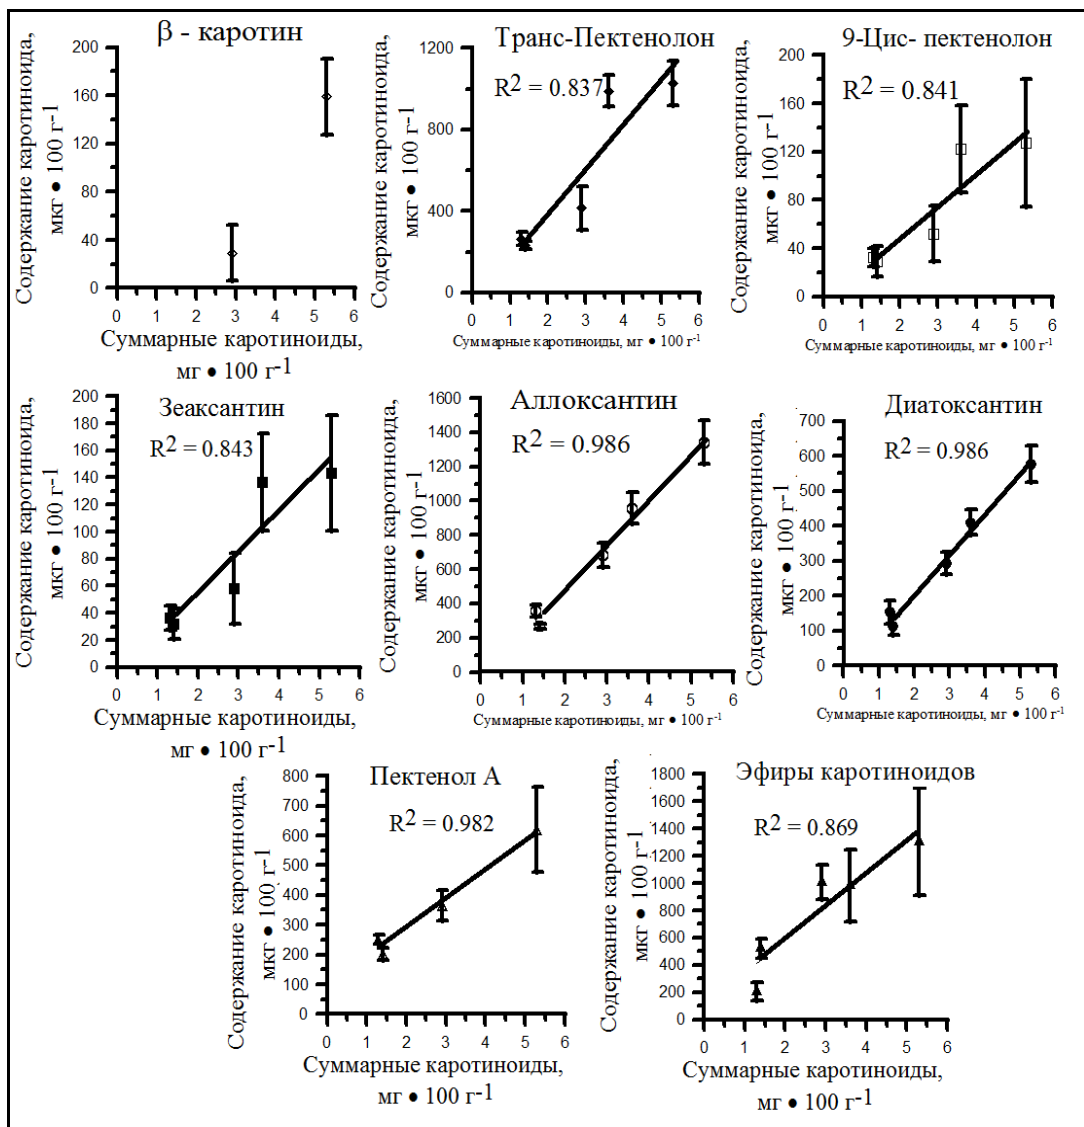 β - каротин
Содержание каротиноида,
мкг ● 100 г-1
200
160
120
80
40
0
0 1 2 3 4 5 6
Суммарные каротиноиды,
мг ● 100 г-1
Транс-Пектенолон
R2 = 0.837
Содержание каротиноида,
мкг ● 100 г-1
1200
800
400
0
0 1 2 3 4 5 6
Суммарные каротиноиды, мг ● 100 г-1
9-Цис- пектенолон
R2 = 0.841
Содержание каротиноида,
мкг ● 100 г-1
200
160
120
80
40
0
0 1 2 3 4 5 6
Суммарные каротиноиды, мг ● 100 г-1
Зеаксантин
R2 = 0.843
Содержание каротиноида,
мкг ● 100 г-1
200
180
160
140
120
100
80
60
40
20
0
0 1 2 3 4 5 6
Суммарные каротиноиды,
мг ● 100 г-1
Аллоксантин
R2 = 0.986
Содержание каротиноида,
мкг ● 100 г-1
1600
1400
1200
1000
800
600
400
200
0
0 1 2 3 4 5 6
Суммарные каротиноиды, мг ● 100 г-1
Диатоксантин
R2 = 0.986
Содержание каротиноида,
мкг ● 100 г-1
700
600
500
400
300
200
100
0
0 1 2 3 4 5 6
Суммарные каротиноиды, мг ● 100 г-1
Пектенол А
R2 = 0.982
Содержание каротиноида,
мкг ● 100 г-1
800
700
600
500
400
300
200
100
0
0 1 2 3 4 5 6
Суммарные каротиноиды,
мг ● 100 г-1
Эфиры каротиноидов
R2 = 0.869
Содержание каротиноида,
мкг ● 100 г-1
1800
1600
1400
1200
1000
800
600
400
200
0
0 1 2 3 4 5 6
Суммарные каротиноиды,
мг ● 100 г-1